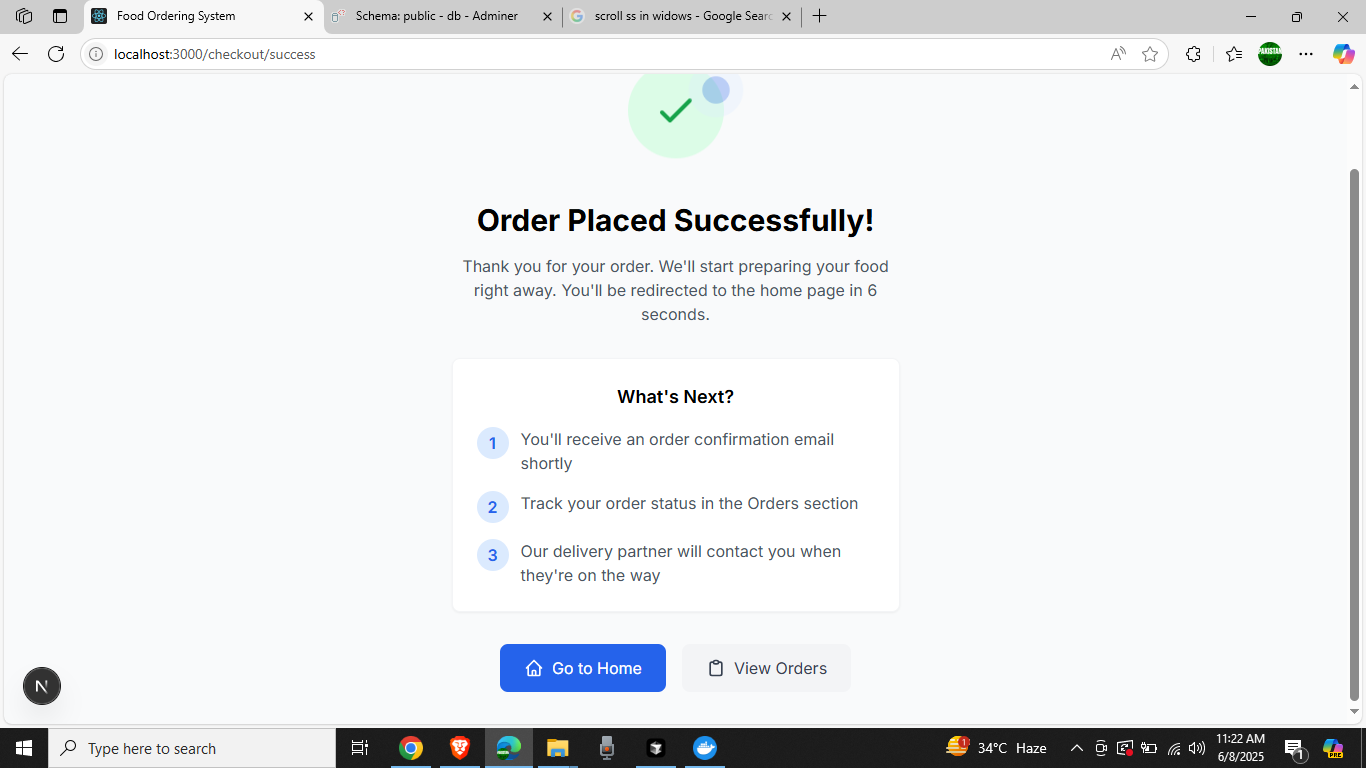 Food Ordering System
Schema: public - db - Adminer
scroll ss in widows - Google Searc
localhost:3000/checkout/success
PAKISTAN
Order Placed Successfully!
Thank you for your order. We'll start preparing your food
right away. You'll be redirected to the home page in 6
seconds.
What's Next?
1 You'll receive an order confirmation email
shortly
2 Track your order status in the Orders section
3 Our delivery partner will contact you when
they're on the way
Go to Home View Orders
N
Type here to search
1 34°C Haze
11:22 AM
6/8/2025
1
PRE